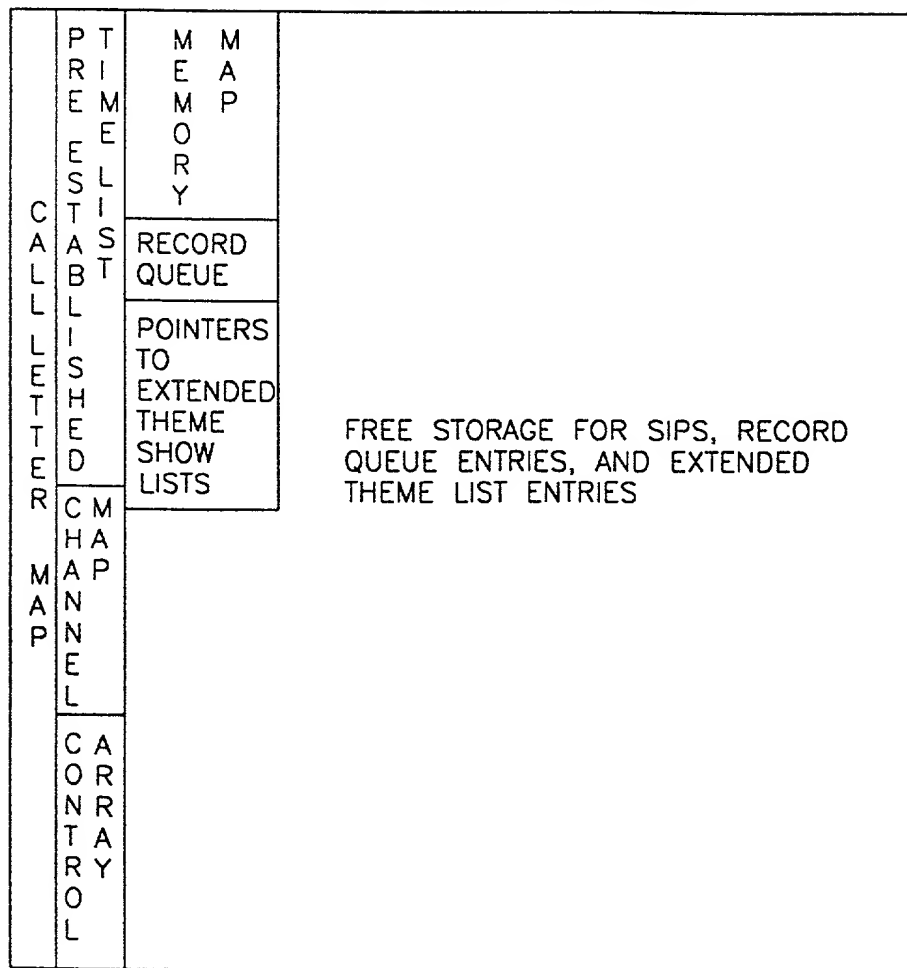 CALL LETTER MAP
PRE ESTABLISHED
TIME LIST
CHANNEL
MAP
CONTROL
ARRAY
MEMORY
MAP
RECORD
QUEUE
POINTERS
TO
EXTENDED
THEME
SHOW
LISTS
FREE STORAGE FOR SIPS, RECORD
QUEUE ENTRIES, AND EXTENDED
THEME LIST ENTRIES